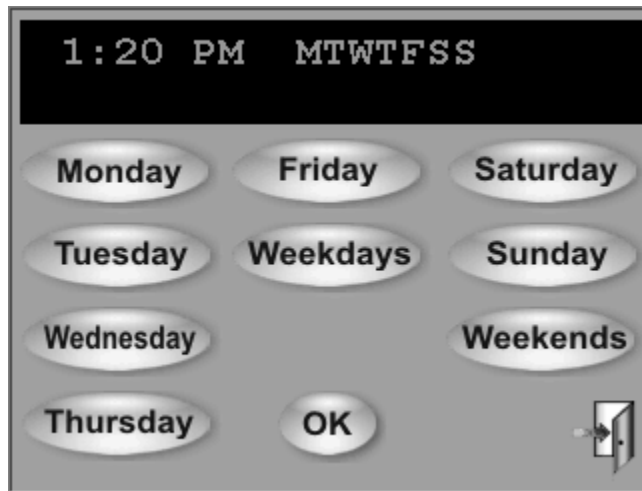 1:20 PM MTWTFSS
Monday Friday Saturday
Tuesday Weekdays Sunday
Wednesday Weekends
Thursday OK